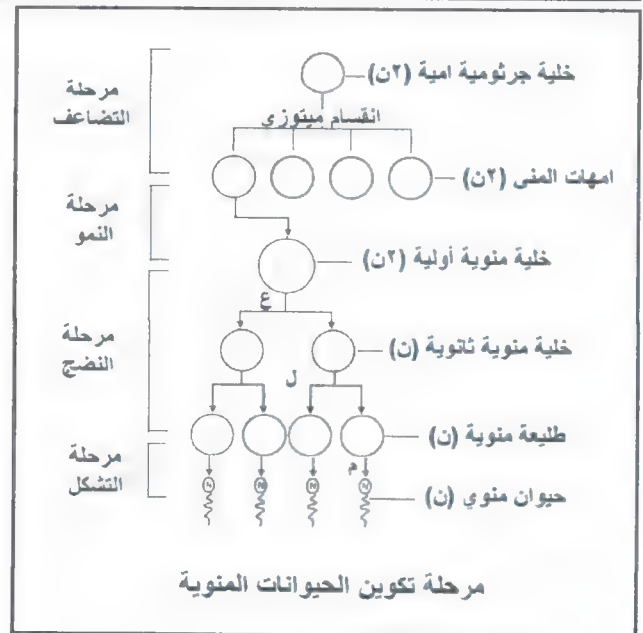 خلية جرثومية امية (٢ن)
مرحلة
التضاعف
انقسام ميتوزي
امهات المنى (٢ن)
مرحلة
النمو
خلية منوية أولية (٢ن)
ع
مرحلة
النضج
خلية منوية ثانوية (ن)
ل
طليعة منوية (ن)
مرحلة
التشكل
م
حيوان منوي (ن)
مرحلة تكوين الحيوانات المنوية